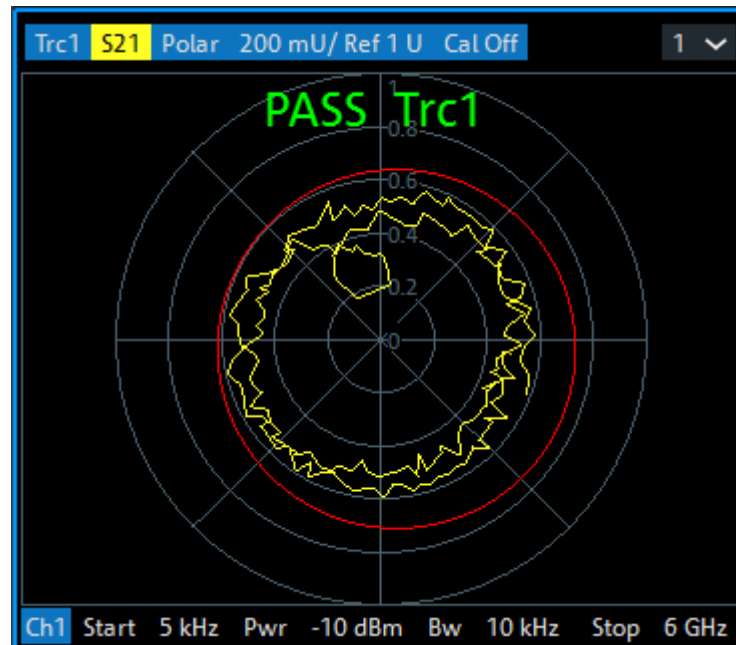 Trc1 S21 Polar 200 mU/ Ref 1 U Cal Off 1
1
PASS Trc1
0.8
0.6
0.4
0.2
0
Ch1 Start 5 kHz Pwr -10 dBm Bw 10 kHz Stop 6 GHz